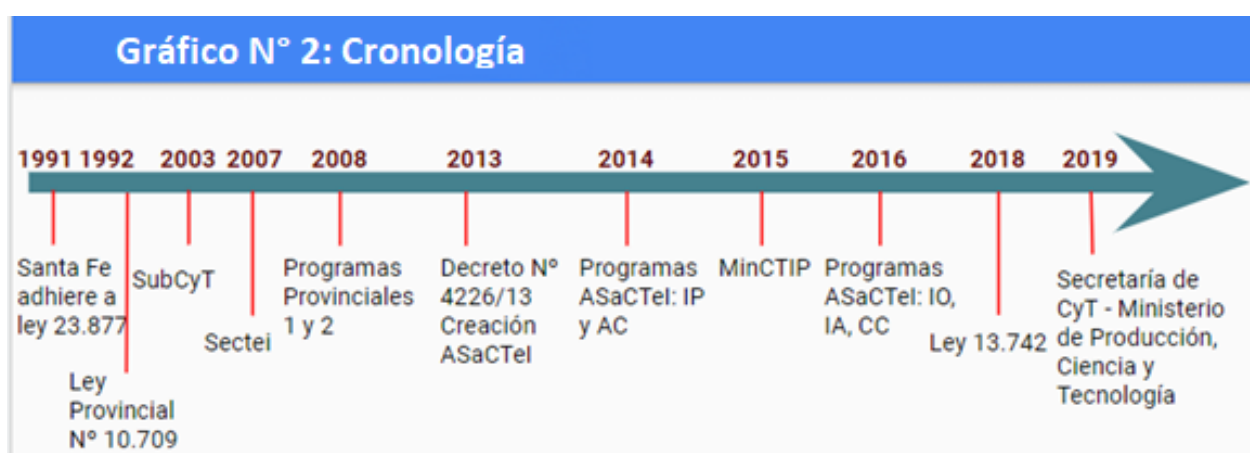 Gráfico N° 2: Cronología
1991 1992 2003 2007 2008 2013 2014 2015 2016 2018 2019
Santa Fe
adhiere a
ley 23.877
Ley
Provincial
Nº 10.709
SubCyT
Sectei
Programas
Provinciales
1 y 2
Decreto Nº
4226/13
Creación
ASaCTeI
Programas
ASaCTeI: IP
y AC
MinCTIP
Programas
ASaCTeI: IO,
IA, CC
Ley 13.742
Secretaría de
CyT - Ministerio
de Producción,
Ciencia y
Tecnología